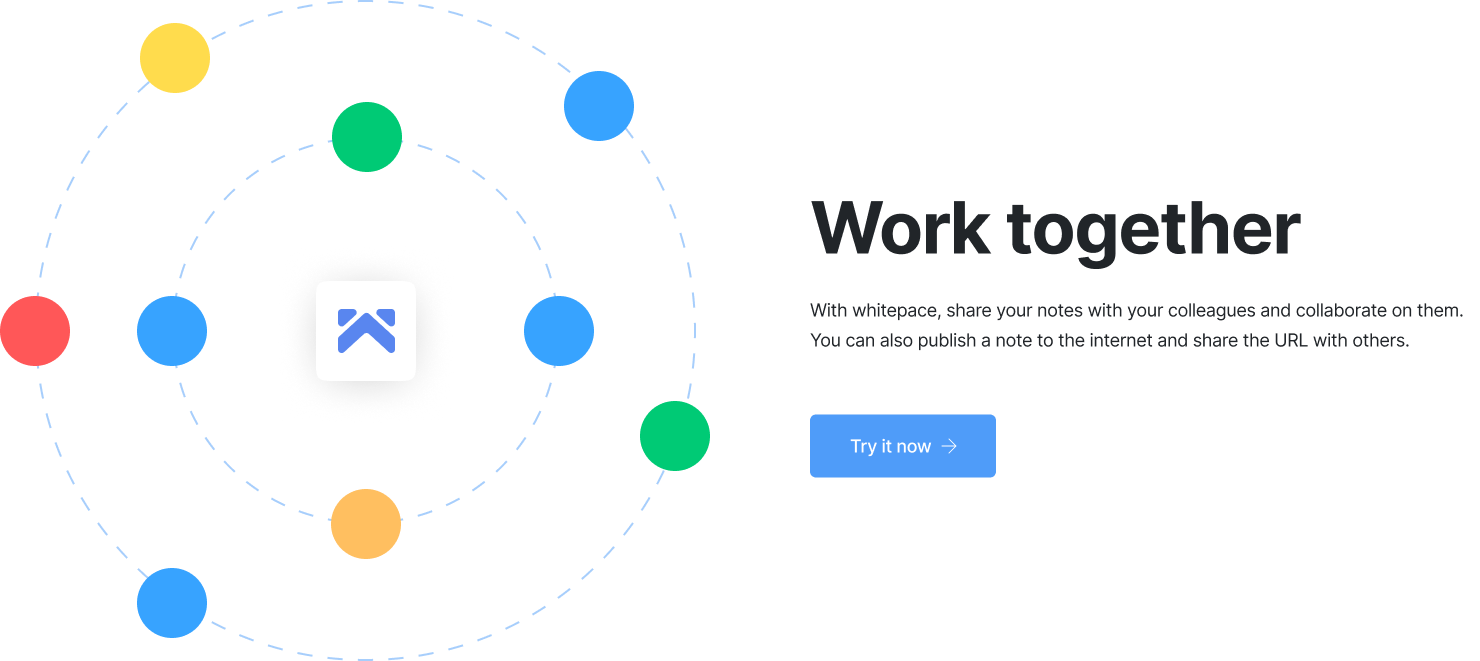 Work together
With whitepace, share your notes with your colleagues and collaborate on them.
You can also publish a note to the internet and share the URL with others.
Try it now